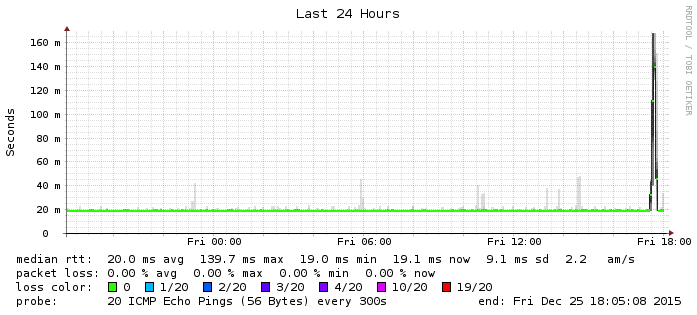 Last 24 Hours
RRDTOOL / TOBI OETIKER
Seconds
160 m
140 m
120 m
100 m
80 m
60 m
40 m
20 m
0
Fri 00:00 Fri 06:00 Fri 12:00 Fri 18:00
median rtt: 20.0 ms avg 139.7 ms max 19.0 ms min 19.1 ms now 9.1 ms sd 2.2 am/s
packet loss: 0.00 % avg 0.00 % max 0.00 % min 0.00 % now
loss color: 0 1/20 2/20 3/20 4/20 10/20 19/20
probe: 20 ICMP Echo Pings (56 Bytes) every 300s end: Fri Dec 25 18:05:08 2015